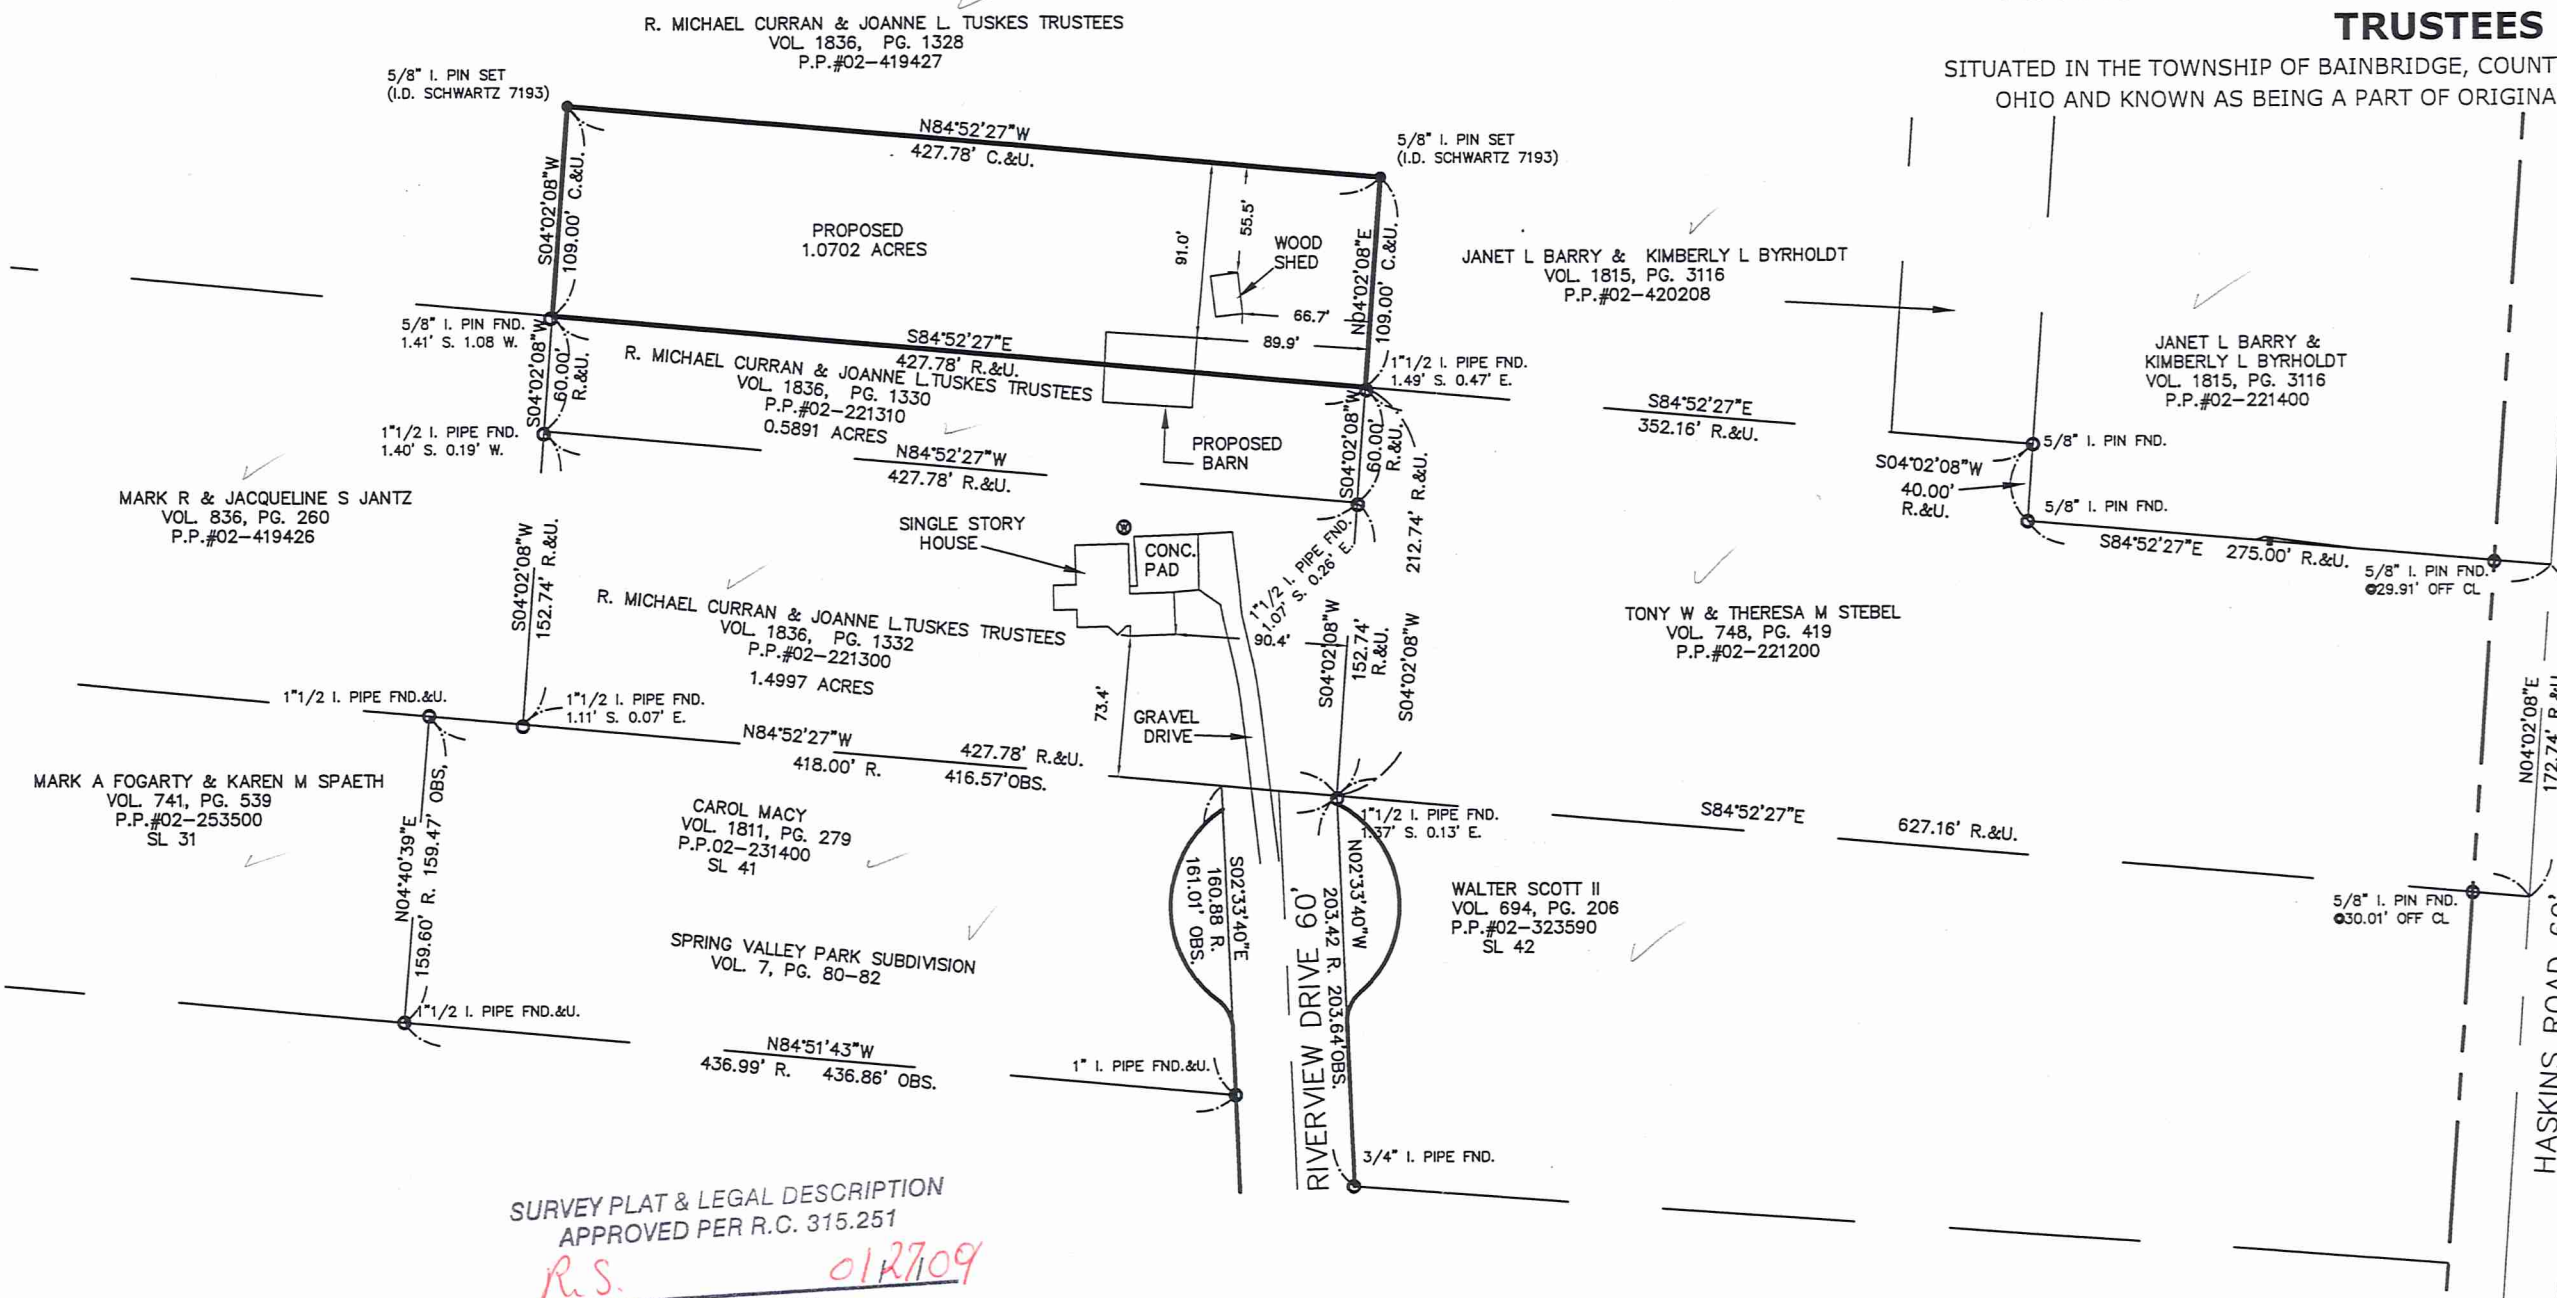 TRUSTEES
SITUATED IN THE TOWNSHIP OF BAINBRIDGE, COUNT
OHIO AND KNOWN AS BEING A PART OF ORIGINA
R. MICHAEL CURRAN & JOANNE L. TUSKES TRUSTEES
VOL. 1836, PG. 1328
P.P.#02-419427
5/8" I. PIN SET
(I.D. SCHWARTZ 7193)
N84°52'27"W
427.78' C.&U.
5/8" I. PIN SET
(I.D. SCHWARTZ 7193)
S04°02'08"W
109.00' C.&U.
PROPOSED
1.0702 ACRES
91.0'
55.5'
WOOD
SHED
66.7'
89.9'
N04°02'08"E
109.00' C.&U.
JANET L BARRY & KIMBERLY L BYRHOLDT
VOL. 1815, PG. 3116
P.P.#02-420208
JANET L BARRY &
KIMBERLY L BYRHOLDT
VOL. 1815, PG. 3116
P.P.#02-221400
5/8" I. PIN FND.
1.41' S. 1.08 W.
S84°52'27"E
427.78' R.&U.
R. MICHAEL CURRAN & JOANNE L.TUSKES TRUSTEES
VOL. 1836, PG. 1330
P.P.#02-221310
0.5891 ACRES
1"1/2 I. PIPE FND.
1.49' S. 0.47' E.
S84°52'27"E
352.16' R.&U.
S04°02'08"W
60.00'
R.&U.
1"1/2 I. PIPE FND.
1.40' S. 0.19' W.
N84°52'27"W
427.78' R.&U.
PROPOSED
BARN
S04°02'08"W
60.00'
R.&U.
212.74' R.&U.
S04°02'08"W
5/8" I. PIN FND.
S04°02'08"W
40.00'
R.&U.
5/8" I. PIN FND.
S84°52'27"E 275.00' R.&U.
5/8" I. PIN FND.
@29.91' OFF CL
MARK R & JACQUELINE S JANTZ
VOL. 836, PG. 260
P.P.#02-419426
SINGLE STORY
HOUSE
CONC.
PAD
1"1/2 I. PIPE FND.
1.07' S. 0.26' E.
S04°02'08"W
152.74' R.&U.
R. MICHAEL CURRAN & JOANNE L.TUSKES TRUSTEES
VOL. 1836, PG. 1332
P.P.#02-221300
1.4997 ACRES
90.4'
S04°02'08"W
152.74'
R.&U.
TONY W & THERESA M STEBEL
VOL. 748, PG. 419
P.P.#02-221200
73.4'
GRAVEL
DRIVE
1"1/2 I. PIPE FND.&U.
1"1/2 I. PIPE FND.
1.11' S. 0.07' E.
N84°52'27"W
427.78' R.&U.
418.00' R.
416.57'OBS.
1"1/2 I. PIPE FND.
1.37' S. 0.13' E.
S84°52'27"E
627.16' R.&U.
N04°02'08"E
172.74' R.&U.
5/8" I. PIN FND.
@30.01' OFF CL
MARK A FOGARTY & KAREN M SPAETH
VOL. 741, PG. 539
P.P.#02-253500
SL 31
N04°40'39"E
159.60' R. 159.47' OBS,
CAROL MACY
VOL. 1811, PG. 279
P.P.02-231400
SL 41
SPRING VALLEY PARK SUBDIVISION
VOL. 7, PG. 80-82
S02°33'40"E
160.88 R.
161.01' OBS.
N02°33'40"W
203.42 R. 203.64'OBS.
RIVERVIEW DRIVE 60'
WALTER SCOTT II
VOL. 694, PG. 206
P.P.#02-323590
SL 42
HASKINS ROAD 60'
1"1/2 I. PIPE FND.&U.
N84°51'43"W
436.99' R. 436.86' OBS.
1" I. PIPE FND.&U.
3/4" I. PIPE FND.
SURVEY PLAT & LEGAL DESCRIPTION
APPROVED PER R.C. 315.251
R.S. 01/27/09